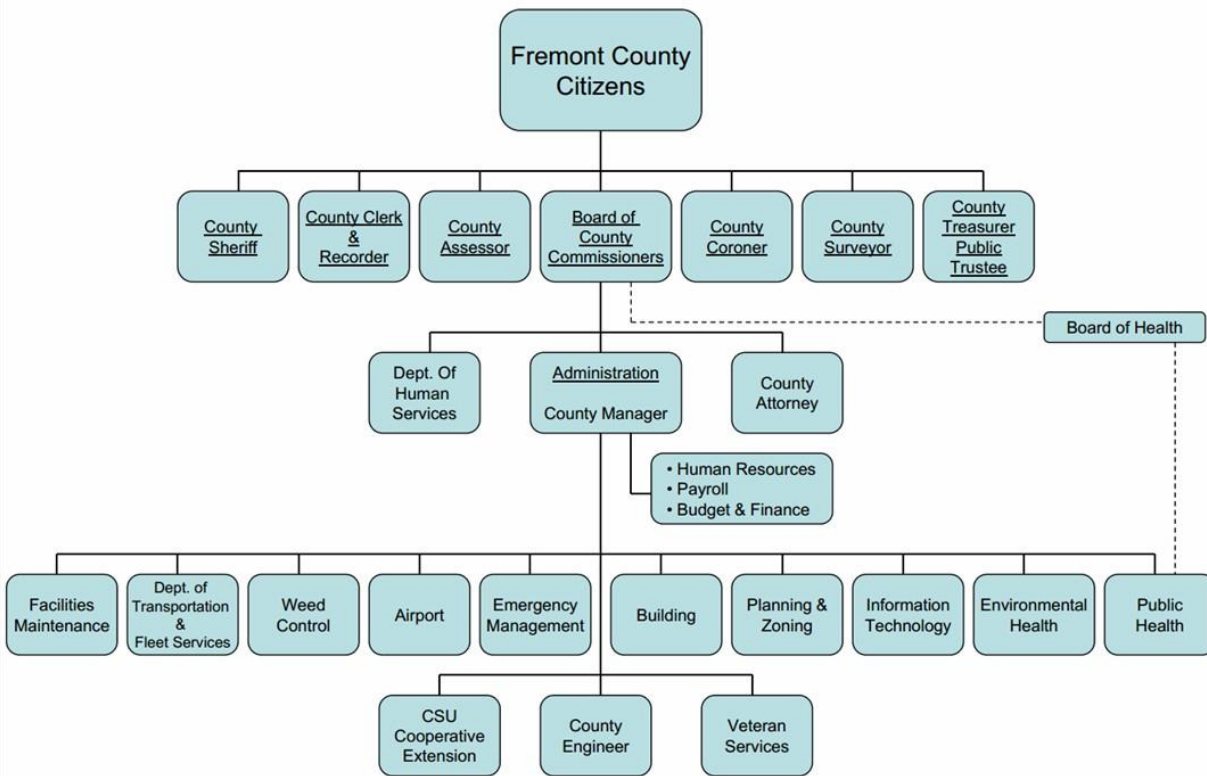 Fremont County
Citizens
County
Sheriff
County Clerk
&
Recorder
County
Assessor
Board of
County
Commissioners
County
Coroner
County
Surveyor
County
Treasurer
Public
Trustee
Board of Health
Dept. Of
Human
Services
Administration
County Manager
County
Attorney
• Human Resources
• Payroll
• Budget & Finance
Facilities
Maintenance
Dept. of
Transportation
&
Fleet Services
Weed
Control
Airport
Emergency
Management
Building
Planning &
Zoning
Information
Technology
Environmental
Health
Public
Health
CSU
Cooperative
Extension
County
Engineer
Veteran
Services